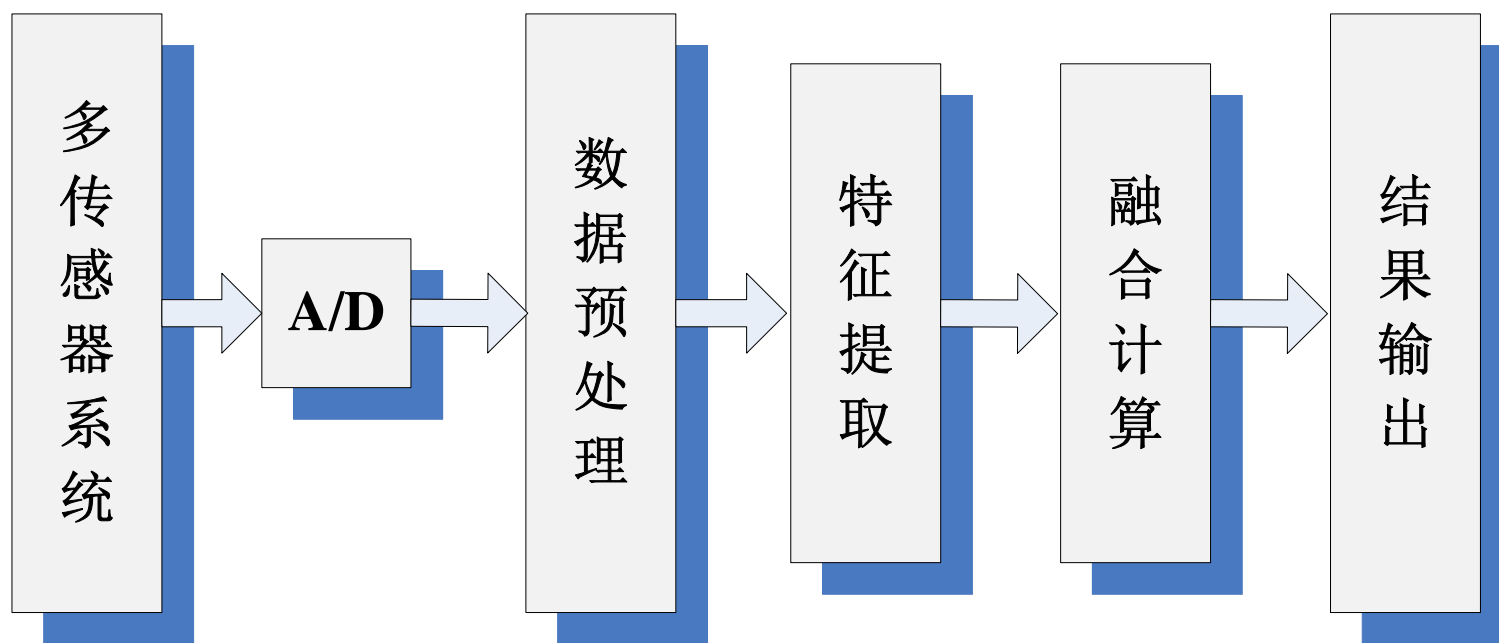 多传感器系统
A/D
数据预处理
特征提取
融合计算
结果输出